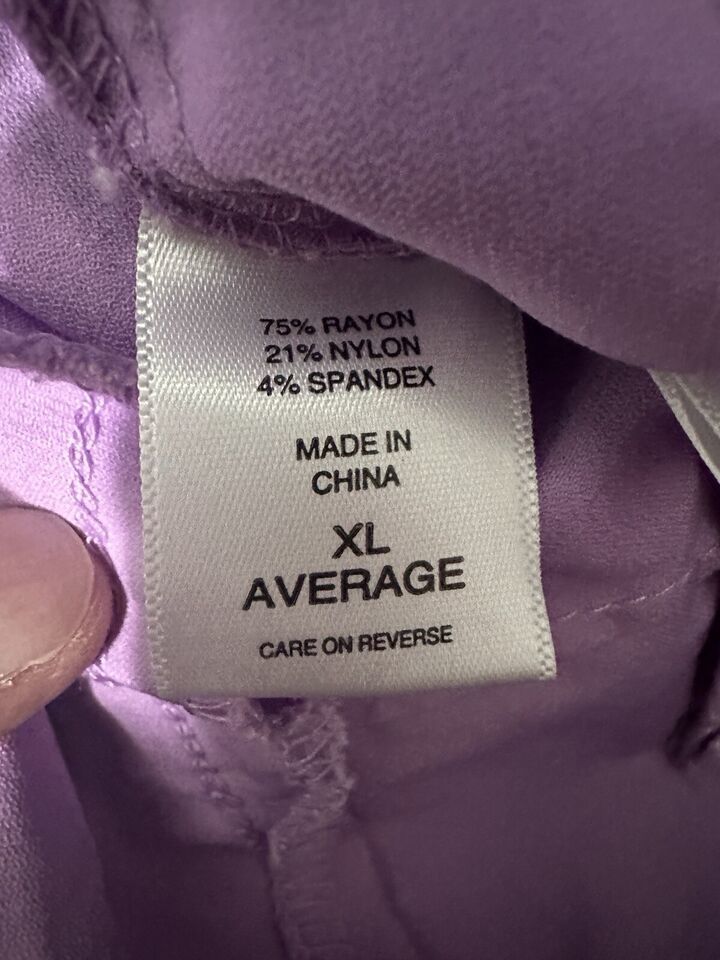 75% RAYON
21% NYLON
4% SPANDEX
MADE IN
CHINA
XL
AVERAGE
CARE ON REVERSE